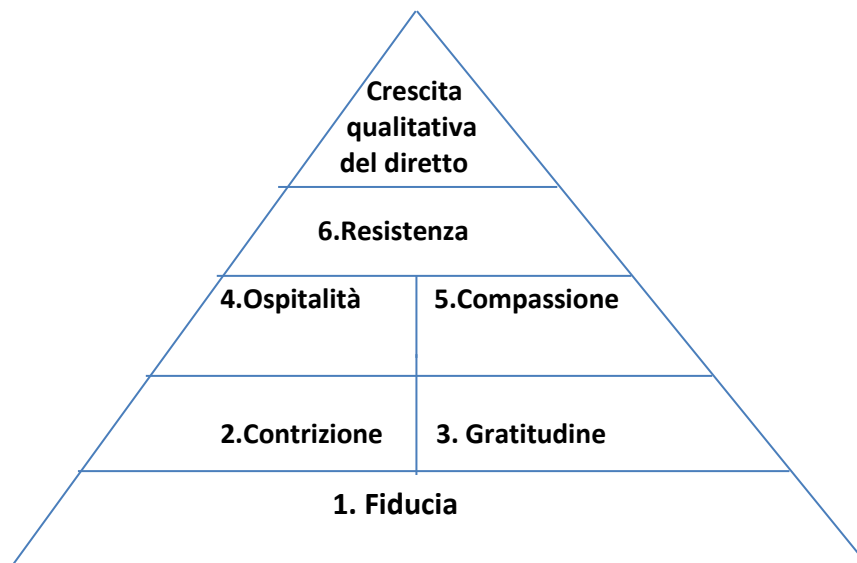 Crescita
qualitativa
del diretto
6.Resistenza
4.Ospitalità
5.Compassione
2.Contrizione
3. Gratitudine
1. Fiducia